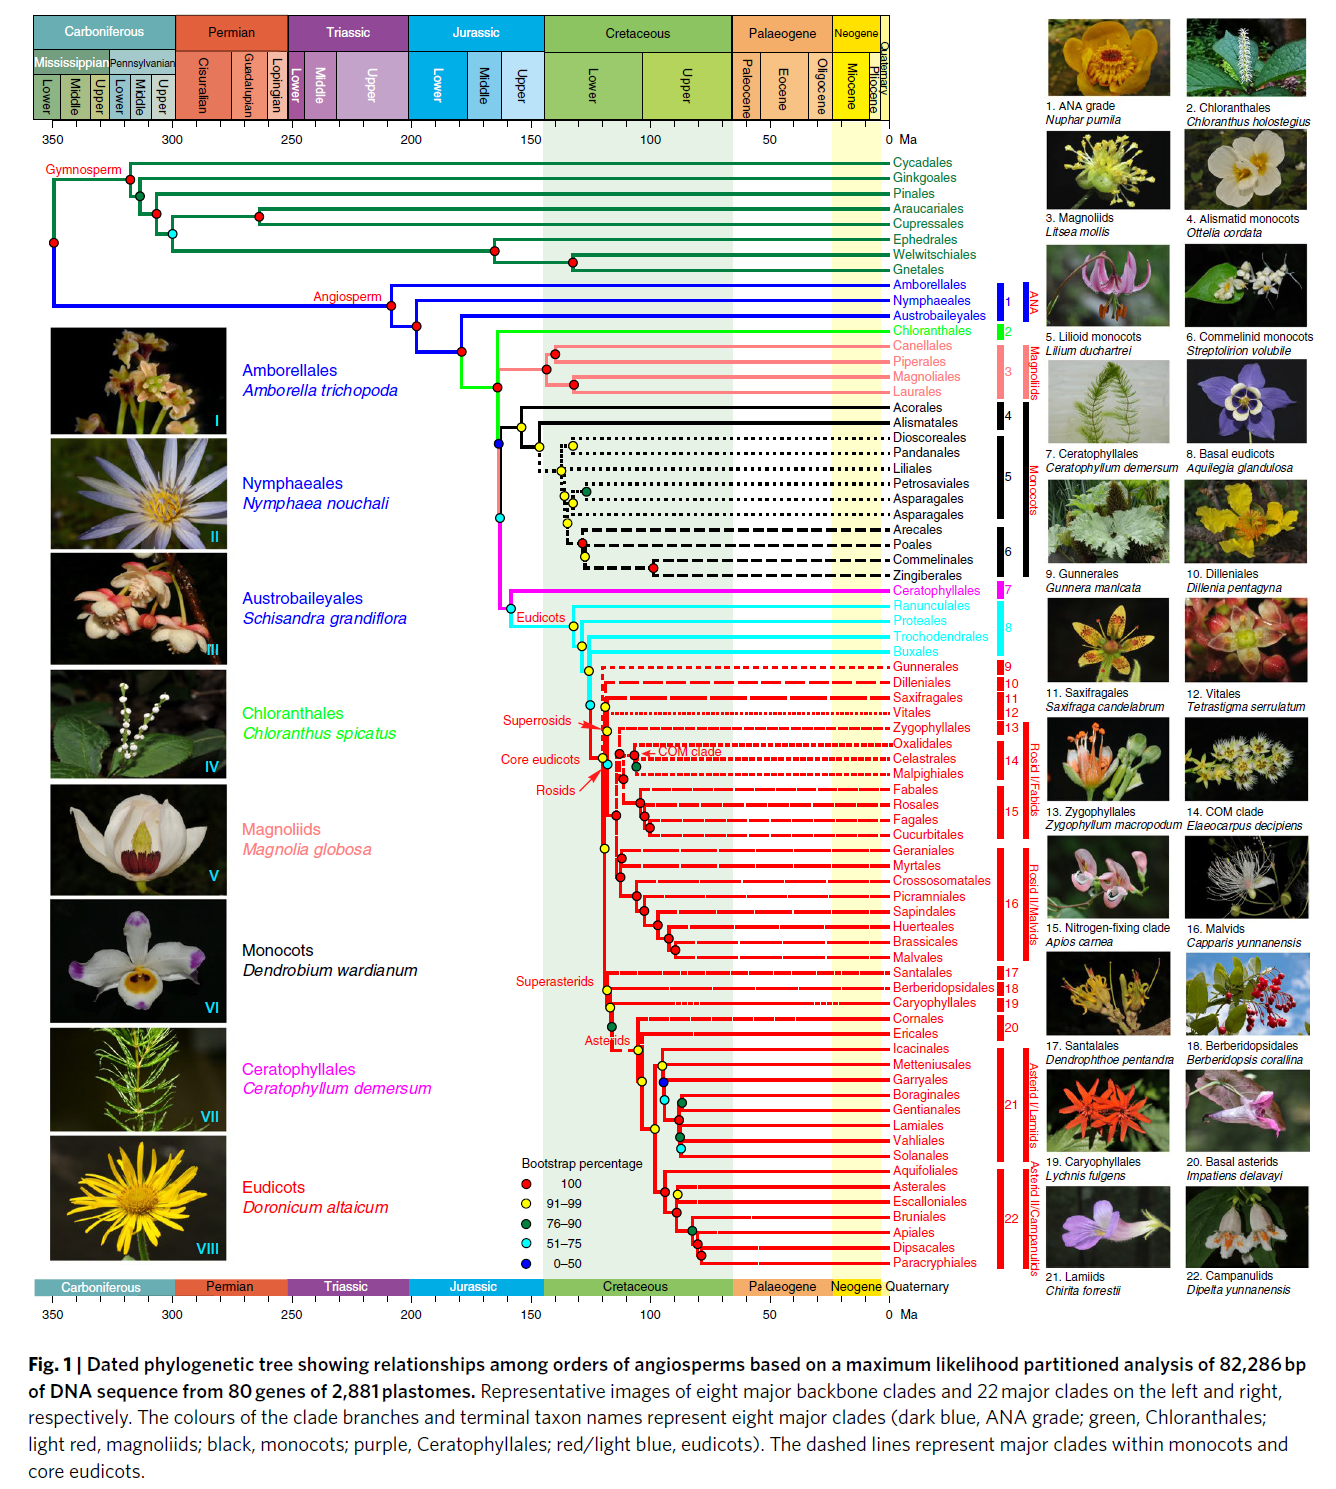 Carboniferous
Permian
Triassic
Jurassic
Cretaceous
Palaeogene
Neogene
Quaternary
Mississippian
Pennsylvanian
Lower
Middle
Upper
Lower
Middle
Upper
Cisuralian
Guadalupian
Lopingian
Lower
Middle
Upper
Lower
Middle
Upper
Lower
Upper
Paleocene
Eocene
Oligocene
Miocene
Pliocene
350 300 250 200 150 100 50 0 Ma
Gymnosperm
Angiosperm
Cycadales
Ginkgoales
Pinales
Araucariales
Cupressales
Ephedrales
Welwitschiales
Gnetales
Amborellales
Nymphaeales
Austrobaileyales
Chloranthales
Canellales
Piperales
Magnoliales
Laurales
Acorales
Alismatales
Dioscoreales
Pandanales
Liliales
Petrosaviales
Asparagales
Asparagales
Arecales
Poales
Commelinales
Zingiberales
Ceratophyllales
Ranunculales
Proteales
Trochodendrales
Buxales
Gunnerales
Dilleniales
Saxifragales
Vitales
Zygophyllales
Oxalidales
Celastrales
Malpighiales
Fabales
Rosales
Fagales
Cucurbitales
Geraniales
Myrtales
Crossosomatales
Picramniales
Sapindales
Huerteales
Brassicales
Malvales
Santalales
Berberidopsidales
Caryophyllales
Cornales
Ericales
Icacinales
Metteniusales
Garryales
Boraginales
Gentianales
Lamiales
Vahliales
Solanales
Aquifoliales
Asterales
Escalloniales
Bruniales
Apiales
Dipsacales
Paracryphiales
Eudicots
Superrosids
Core eudicots
Rosids
COM clade
Superasterids
Asterids
1
2
3
4
5
6
7
8
9
10
11
12
13
14
15
16
17
18
19
20
21
22
ANA
Magnoliids
Monocots
Rosid I/Fabids
Rosid II/Malvids
Asterid I/Lamiids
Asterid II/Campanulids
I
Amborellales
Amborella trichopoda
II
Nymphaeales
Nymphaea nouchali
III
Austrobaileyales
Schisandra grandiflora
IV
Chloranthales
Chloranthus spicatus
V
Magnoliids
Magnolia globosa
VI
Monocots
Dendrobium wardianum
VII
Ceratophyllales
Ceratophyllum demersum
VIII
Eudicots
Doronicum altaicum
Bootstrap percentage
100
91–99
76–90
51–75
0–50
Carboniferous Permian Triassic Jurassic Cretaceous Palaeogene Neogene Quaternary
350 300 250 200 150 100 50 0 Ma
1. ANA grade
Nuphar pumila
2. Chloranthales
Chloranthus holostegius
3. Magnoliids
Litsea mollis
4. Alismatid monocots
Ottelia cordata
5. Lilioid monocots
Lilium duchartrei
6. Commelinid monocots
Streptolirion volubile
7. Ceratophyllales
Ceratophyllum demersum
8. Basal eudicots
Aquilegia glandulosa
9. Gunnerales
Gunnera manicata
10. Dilleniales
Dillenia pentagyna
11. Saxifragales
Saxifraga candelabrum
12. Vitales
Tetrastigma serrulatum
13. Zygophyllales
Zygophyllum macropodum
14. COM clade
Elaeocarpus decipiens
15. Nitrogen-fixing clade
Apios carnea
16. Malvids
Capparis yunnanensis
17. Santalales
Dendrophthoe pentandra
18. Berberidopsidales
Berberidopsis corallina
19. Caryophyllales
Lychnis fulgens
20. Basal asterids
Impatiens delavayi
21. Lamiids
Chirita forrestii
22. Campanulids
Dipelta yunnanensis
Fig. 1 | Dated phylogenetic tree showing relationships among orders of angiosperms based on a maximum likelihood partitioned analysis of 82,286 bp
of DNA sequence from 80 genes of 2,881 plastomes. Representative images of eight major backbone clades and 22 major clades on the left and right,
respectively. The colours of the clade branches and terminal taxon names represent eight major clades (dark blue, ANA grade; green, Chloranthales;
light red, magnoliids; black, monocots; purple, Ceratophyllales; red/light blue, eudicots). The dashed lines represent major clades within monocots and
core eudicots.